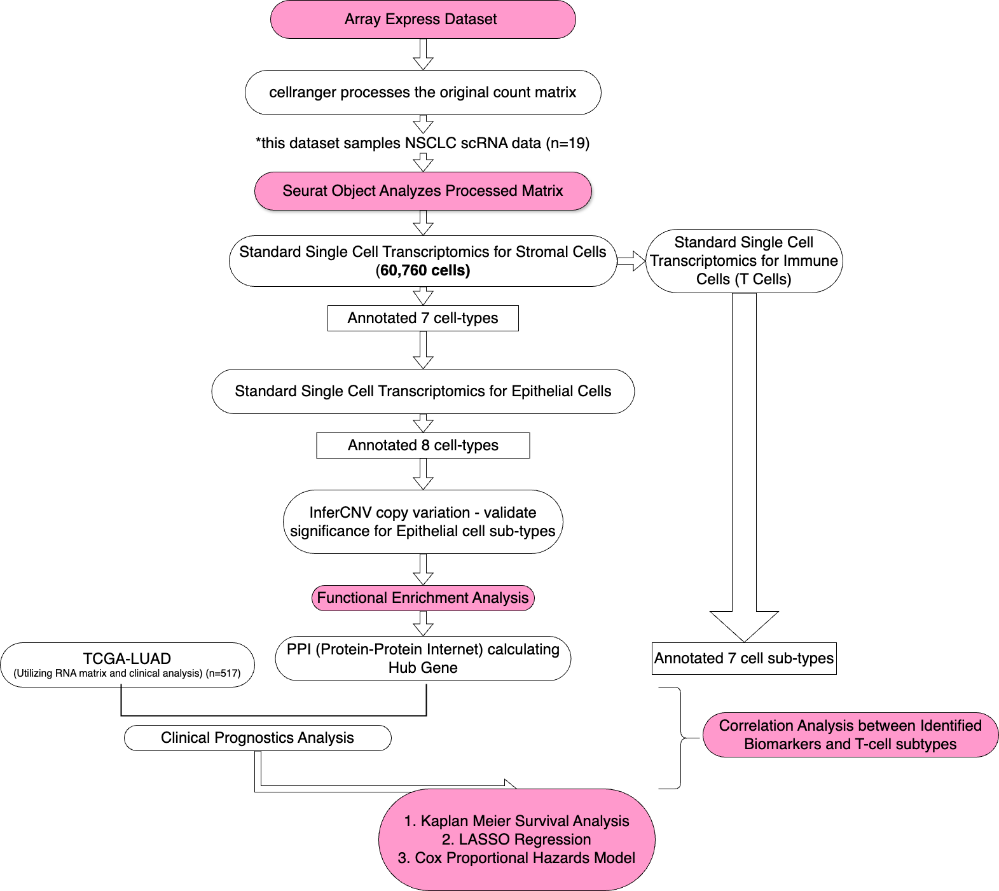 Array Express Dataset
cellranger processes the original count matrix
*this dataset samples NSCLC scRNA data (n=19)
Seurat Object Analyzes Processed Matrix
Standard Single Cell Transcriptomics for Stromal Cells
(60,760 cells)
Standard Single Cell
Transcriptomics for Immune
Cells (T Cells)
Annotated 7 cell-types
Standard Single Cell Transcriptomics for Epithelial Cells
Annotated 8 cell-types
InferCNV copy variation - validate
significance for Epithelial cell sub-types
Functional Enrichment Analysis
TCGA-LUAD
(Utilizing RNA matrix and clinical analysis) (n=517)
PPI (Protein-Protein Internet) calculating
Hub Gene
Annotated 7 cell sub-types
Clinical Prognostics Analysis
Correlation Analysis between Identified
Biomarkers and T-cell subtypes
1. Kaplan Meier Survival Analysis
2. LASSO Regression
3. Cox Proportional Hazards Model